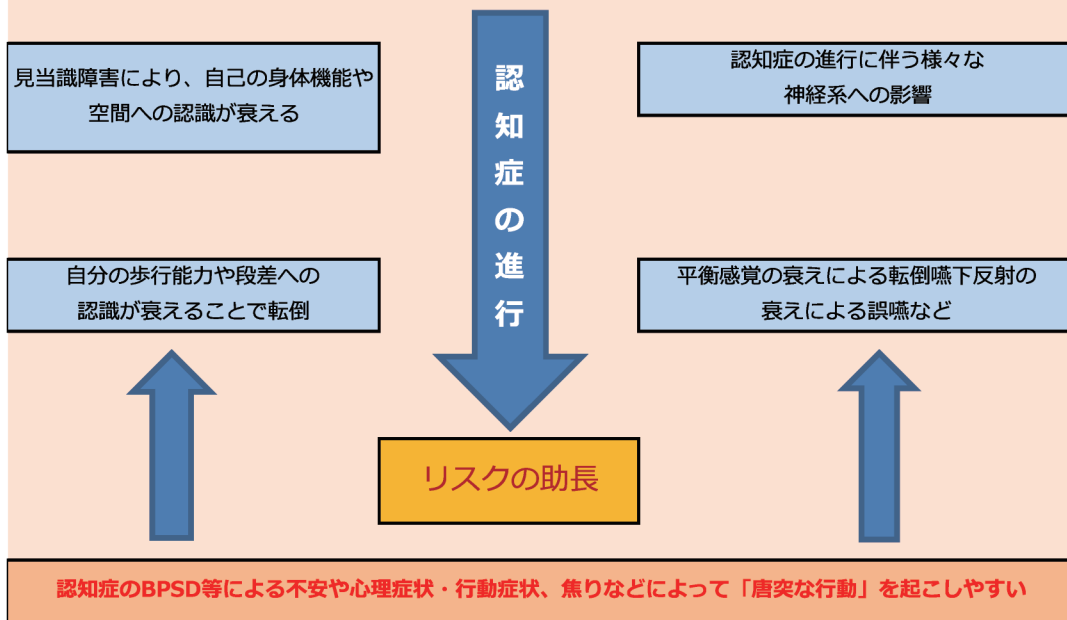 見当識障害により、自己の身体機能や
空間への認識が衰える
認知症の進行
認知症の進行に伴う様々な
神経系への影響
自分の歩行能力や段差への
認識が衰えることで転倒
平衡感覚の衰えによる転倒嚥下反射の
衰えによる誤嚥など
リスクの助長
認知症のBPSD等による不安や心理症状・行動症状、焦りなどによって「唐突な行動」を起こしやすい